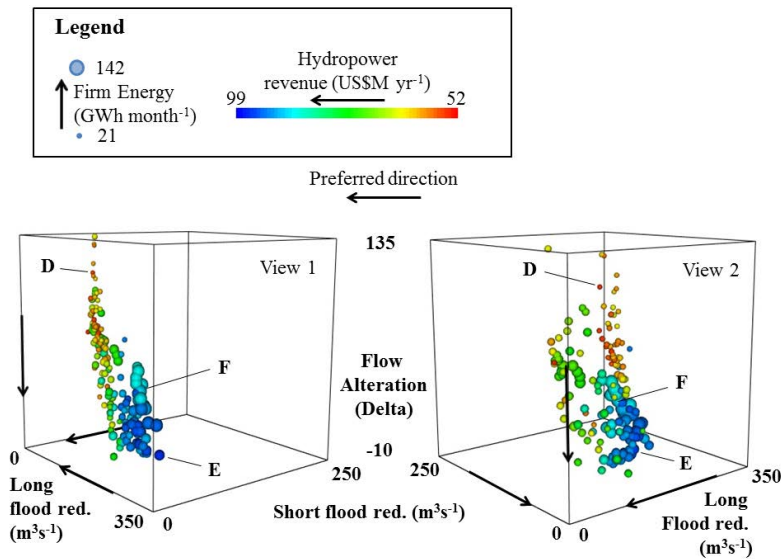 Legend
142
Firm Energy
(GWh month-1)
21
Hydropower
revenue (US$M yr-1)
99
52
Preferred direction
D
View 1
F
E
0
Long
flood red.
(m3s-1)
350
0
250
Short flood red. (m3s-1)
135
Flow
Alteration
(Delta)
-10
D
View 2
F
E
250
0
0
350
Long
Flood red.
(m3s-1)